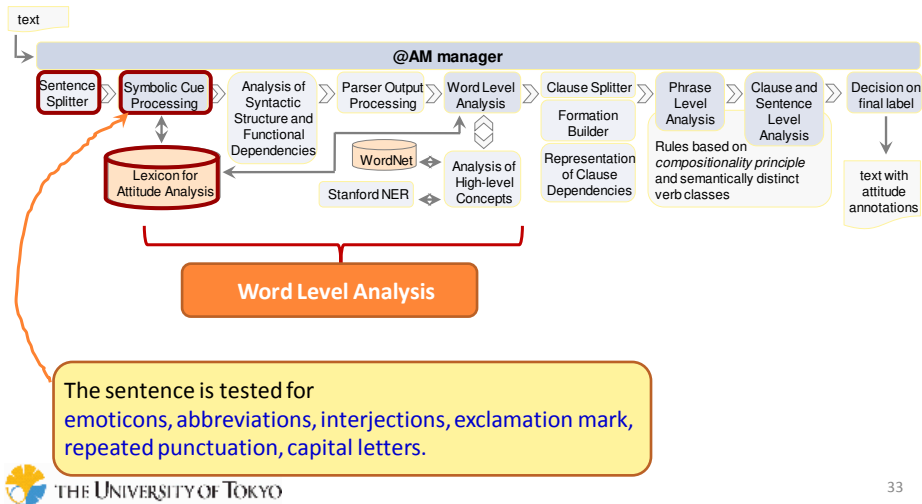 text
@AM manager
Sentence
Splitter
Symbolic Cue
Processing
Analysis of
Syntactic
Structure and
Functional
Dependencies
Parser Output
Processing
Word Level
Analysis
Clause Splitter
Formation
Builder
Representation
of Clause
Dependencies
Phrase
Level
Analysis
Clause and
Sentence
Level
Analysis
Decision on
final label
Lexicon for
Attitude Analysis
WordNet
Stanford NER
Analysis of
High-level
Concepts
Rules based on
compositionality principle
and semantically distinct
verb classes
text with
attitude
annotations
Word Level Analysis
The sentence is tested for
emoticons, abbreviations, interjections, exclamation mark,
repeated punctuation, capital letters.
THE UNIVERSITY OF TOKYO
33